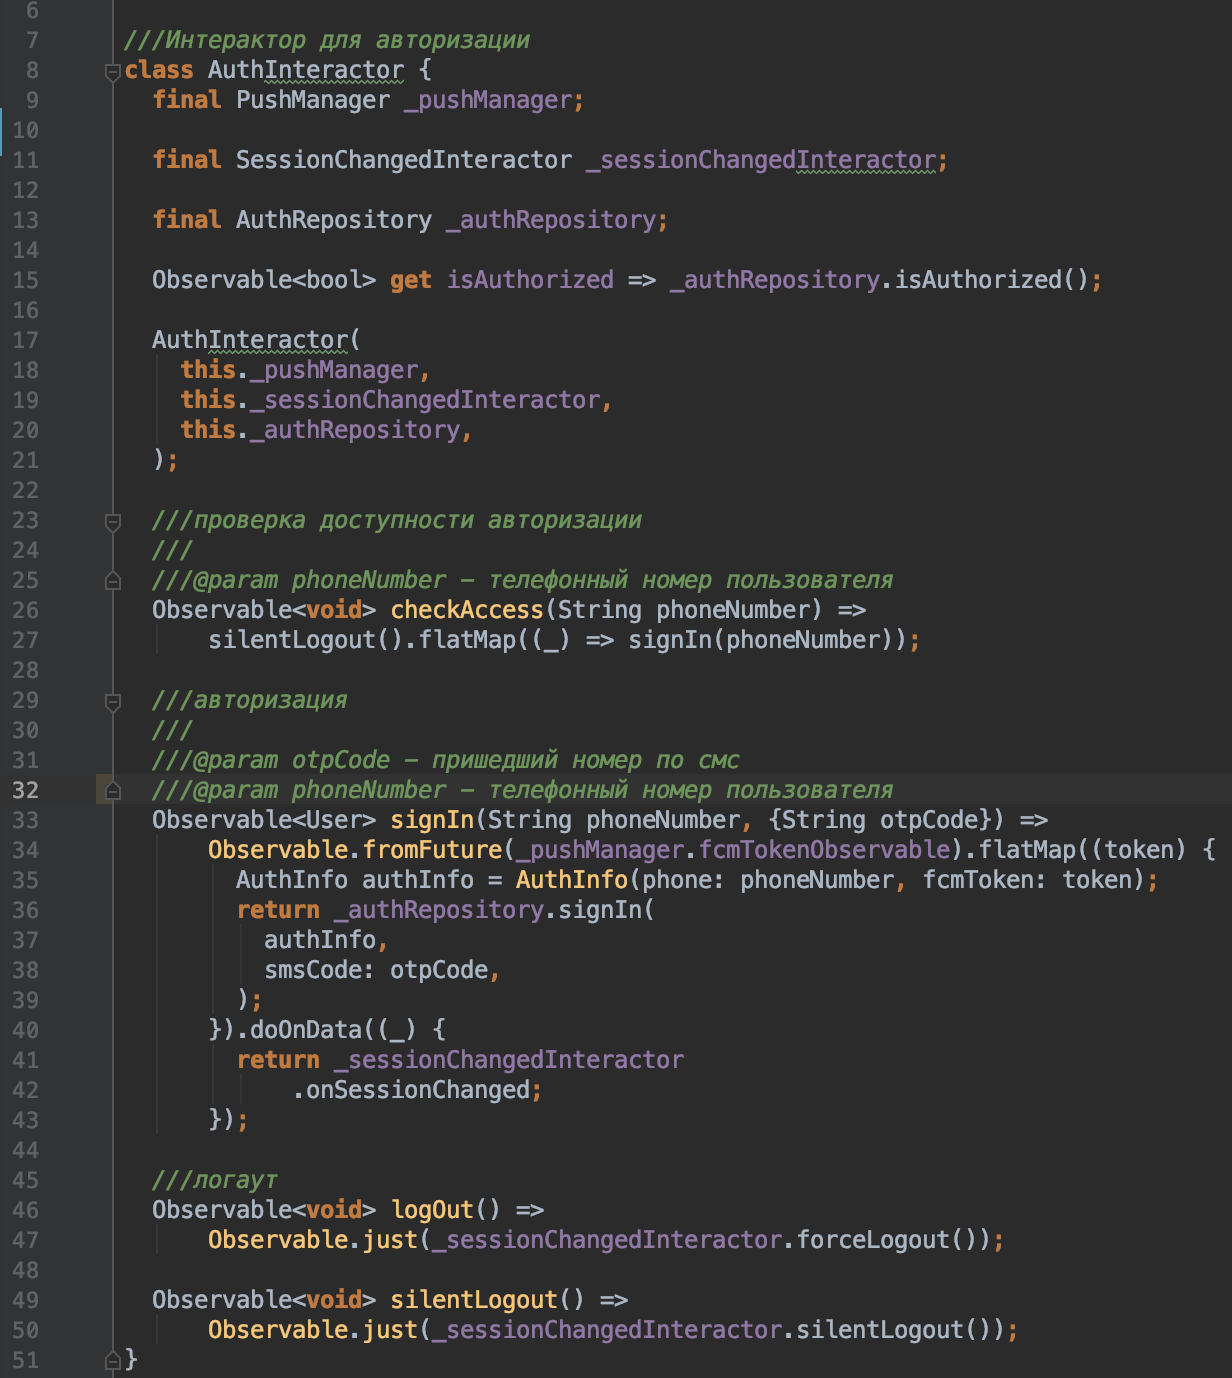 6
7 ///Интерактор для авторизации
8 class AuthInteractor {
9   final PushManager _pushManager;
10
11   final SessionChangedInteractor _sessionChangedInteractor;
12
13   final AuthRepository _authRepository;
14
15   Observable<bool> get isAuthorized => _authRepository.isAuthorized();
16
17   AuthInteractor(
18     this._pushManager,
19     this._sessionChangedInteractor,
20     this._authRepository,
21   );
22
23   ///проверка доступности авторизации
24   ///
25   ///@param phoneNumber – телефонный номер пользователя
26   Observable<void> checkAccess(String phoneNumber) =>
27       silentLogout().flatMap((_) => signIn(phoneNumber));
28
29   ///авторизация
30   ///
31   ///@param otpCode – пришедший номер по смс
32   ///@param phoneNumber – телефонный номер пользователя
33   Observable<User> signIn(String phoneNumber, {String otpCode}) =>
34       Observable.fromFuture(_pushManager.fcmTokenObservable).flatMap((token) {
35         AuthInfo authInfo = AuthInfo(phone: phoneNumber, fcmToken: token);
36         return _authRepository.signIn(
37           authInfo,
38           smsCode: otpCode,
39         );
40       }).doOnData((_) {
41         return _sessionChangedInteractor
42             .onSessionChanged;
43       });
44
45   ///логаут
46   Observable<void> logOut() =>
47       Observable.just(_sessionChangedInteractor.forceLogout());
48
49   Observable<void> silentLogout() =>
50       Observable.just(_sessionChangedInteractor.silentLogout());
51 }